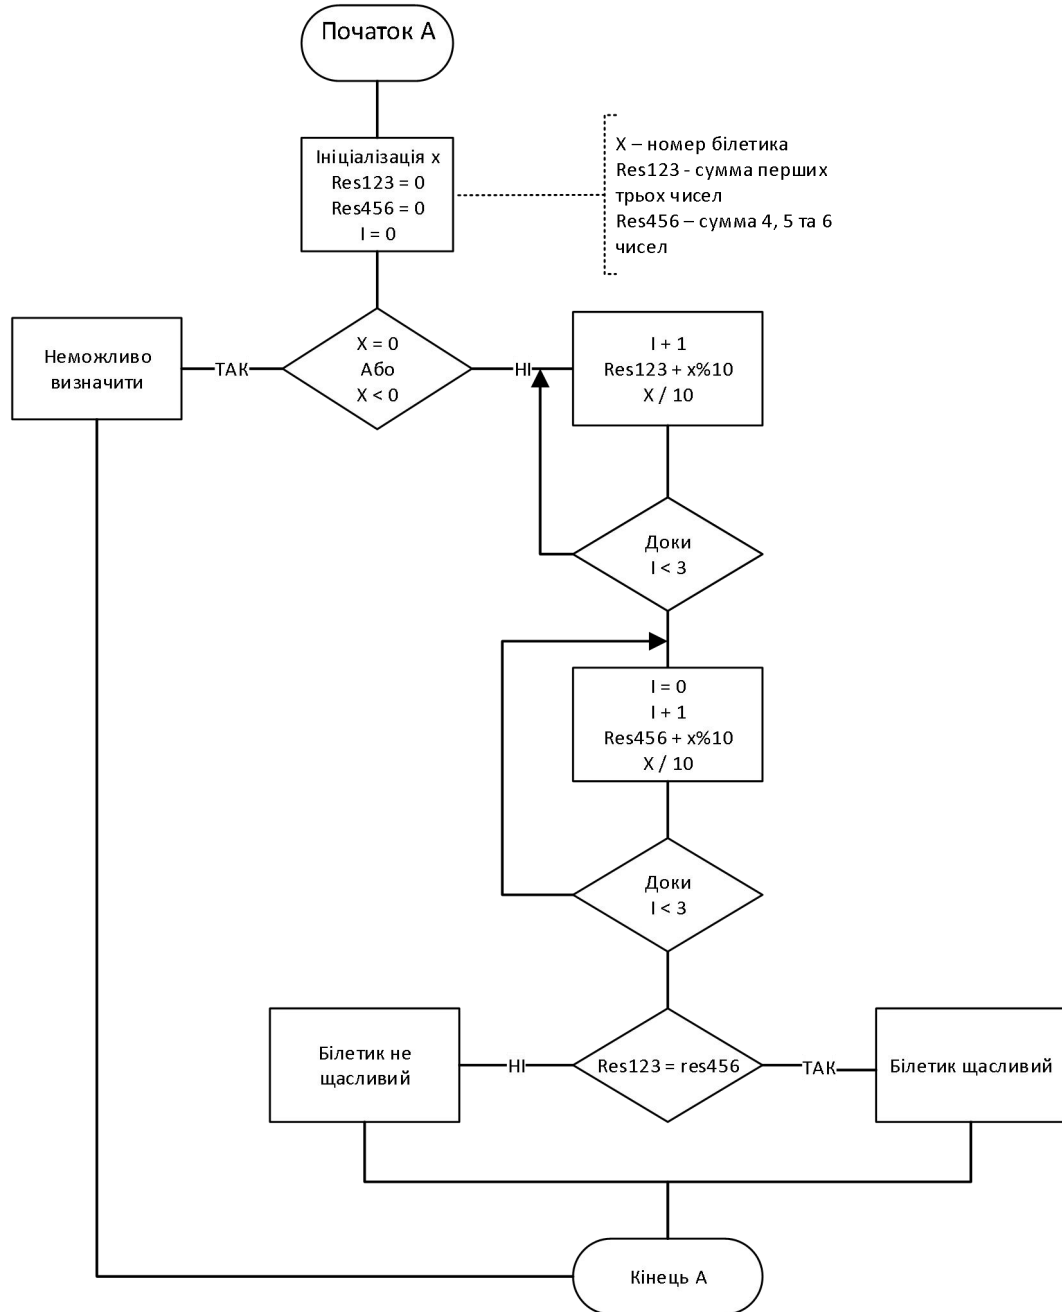 Початок А
Ініціалізація x
Res123 = 0
Res456 = 0
I = 0
X – номер білетика
Res123 - сумма перших
трьох чисел
Res456 – сумма 4, 5 та 6
чисел
Неможливо
визначити
ТАК
X = 0
Або
X < 0
НІ
I + 1
Res123 + x%10
X / 10
Доки
I < 3
I = 0
I + 1
Res456 + x%10
X / 10
Доки
I < 3
Білетик не
щасливий
НІ
Res123 = res456
ТАК
Білетик щасливий
Кінець А